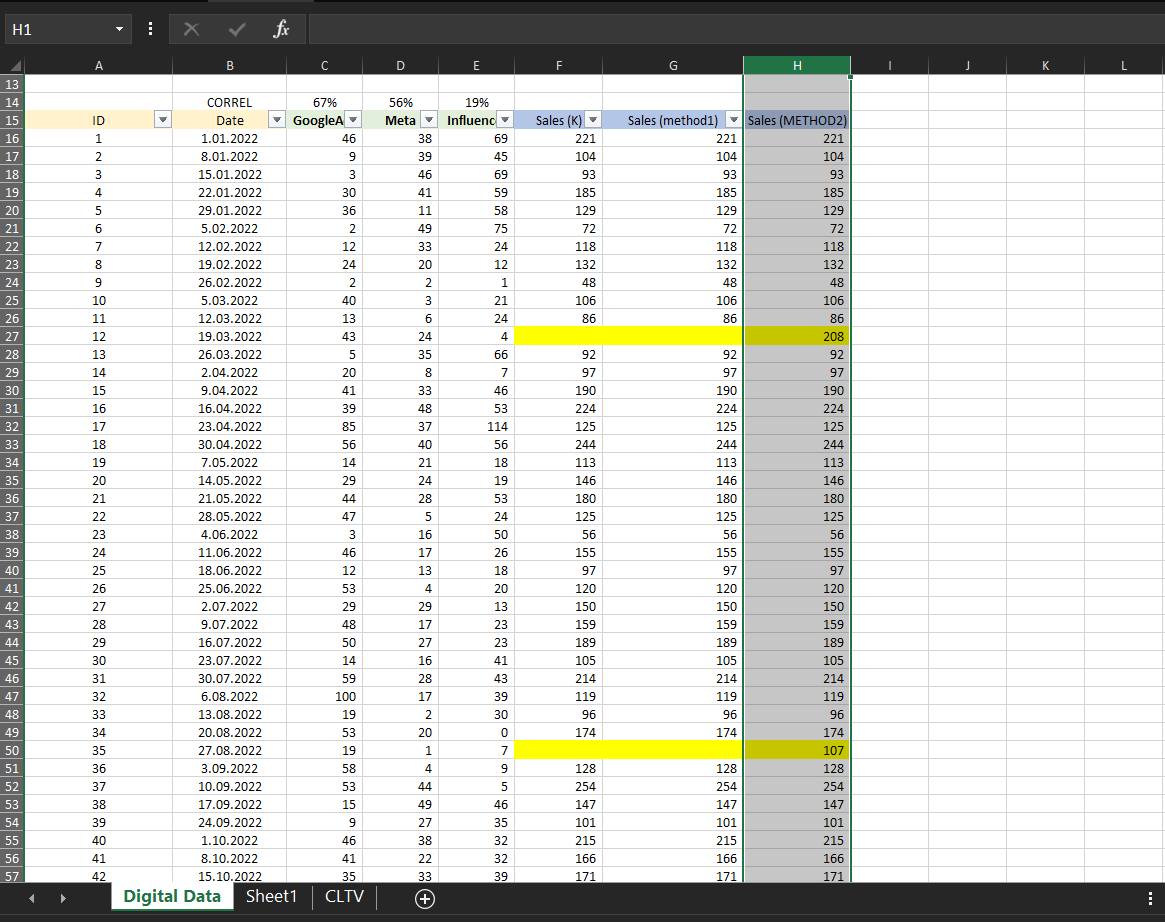 H1 fx
A B C D E F G H I J K L
13
14 CORREL 67% 56% 19%
15 ID Date GoogleA Meta Influenc Sales (K) Sales (method1) Sales (METHOD2)
16 1 1.01.2022 46 38 69 221 221 221
17 2 8.01.2022 9 39 45 104 104 104
18 3 15.01.2022 3 46 69 93 93 93
19 4 22.01.2022 30 41 59 185 185 185
20 5 29.01.2022 36 11 58 129 129 129
21 6 5.02.2022 2 49 75 72 72 72
22 7 12.02.2022 12 33 24 118 118 118
23 8 19.02.2022 24 20 12 132 132 132
24 9 26.02.2022 2 2 1 48 48 48
25 10 5.03.2022 40 3 21 106 106 106
26 11 12.03.2022 13 6 24 86 86 86
27 12 19.03.2022 43 24 4 208
28 13 26.03.2022 5 35 66 92 92 92
29 14 2.04.2022 20 8 7 97 97 97
30 15 9.04.2022 41 33 46 190 190 190
31 16 16.04.2022 39 48 53 224 224 224
32 17 23.04.2022 85 37 114 125 125 125
33 18 30.04.2022 56 40 56 244 244 244
34 19 7.05.2022 14 21 18 113 113 113
35 20 14.05.2022 29 24 19 146 146 146
36 21 21.05.2022 44 28 53 180 180 180
37 22 28.05.2022 47 5 24 125 125 125
38 23 4.06.2022 3 16 50 56 56 56
39 24 11.06.2022 46 17 26 155 155 155
40 25 18.06.2022 12 13 18 97 97 97
41 26 25.06.2022 53 4 20 120 120 120
42 27 2.07.2022 29 29 13 150 150 150
43 28 9.07.2022 48 17 23 159 159 159
44 29 16.07.2022 50 27 23 189 189 189
45 30 23.07.2022 14 16 41 105 105 105
46 31 30.07.2022 59 28 43 214 214 214
47 32 6.08.2022 100 17 39 119 119 119
48 33 13.08.2022 19 2 30 96 96 96
49 34 20.08.2022 53 20 0 174 174 174
50 35 27.08.2022 19 1 7 107
51 36 3.09.2022 58 4 9 128 128 128
52 37 10.09.2022 53 44 5 254 254 254
53 38 17.09.2022 15 49 46 147 147 147
54 39 24.09.2022 9 27 35 101 101 101
55 40 1.10.2022 46 38 32 215 215 215
56 41 8.10.2022 41 22 32 166 166 166
57 42 15.10.2022 35 33 39 171 171 171
Digital Data Sheet1 CLTV